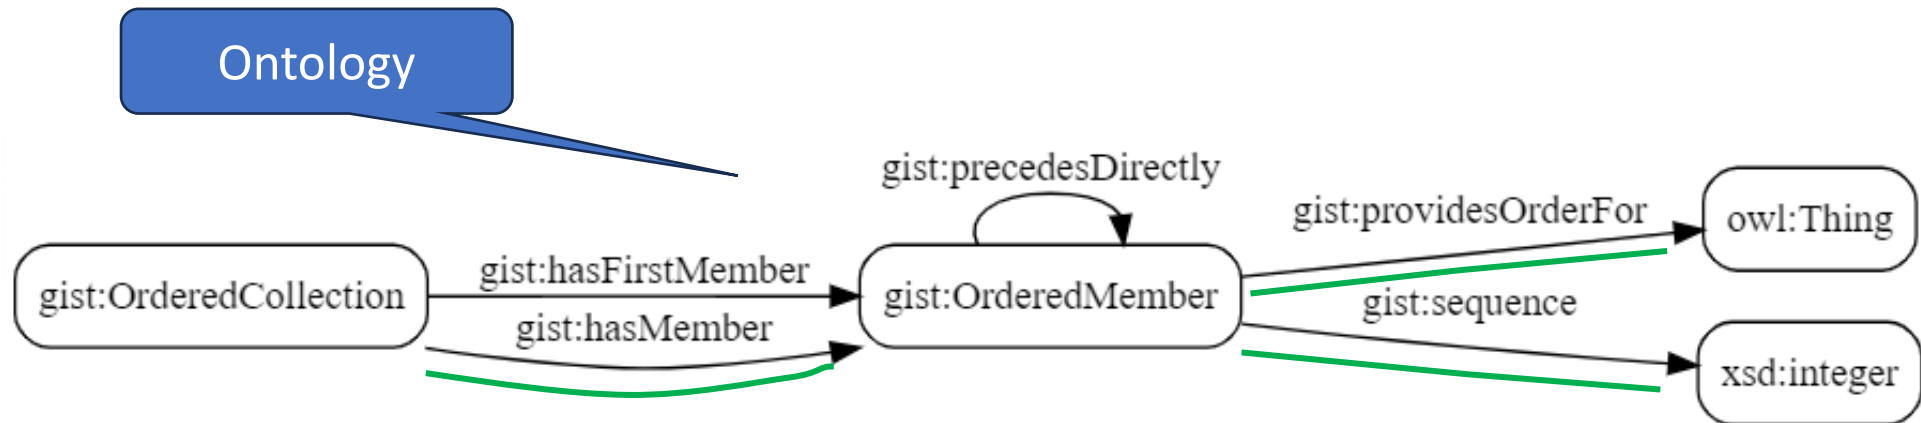 Ontology
gist:precedesDirectly
gist:providesOrderFor
owl:Thing
gist:OrderedCollection
gist:hasFirstMember
gist:OrderedMember
gist:hasMember
gist:sequence
xsd:integer